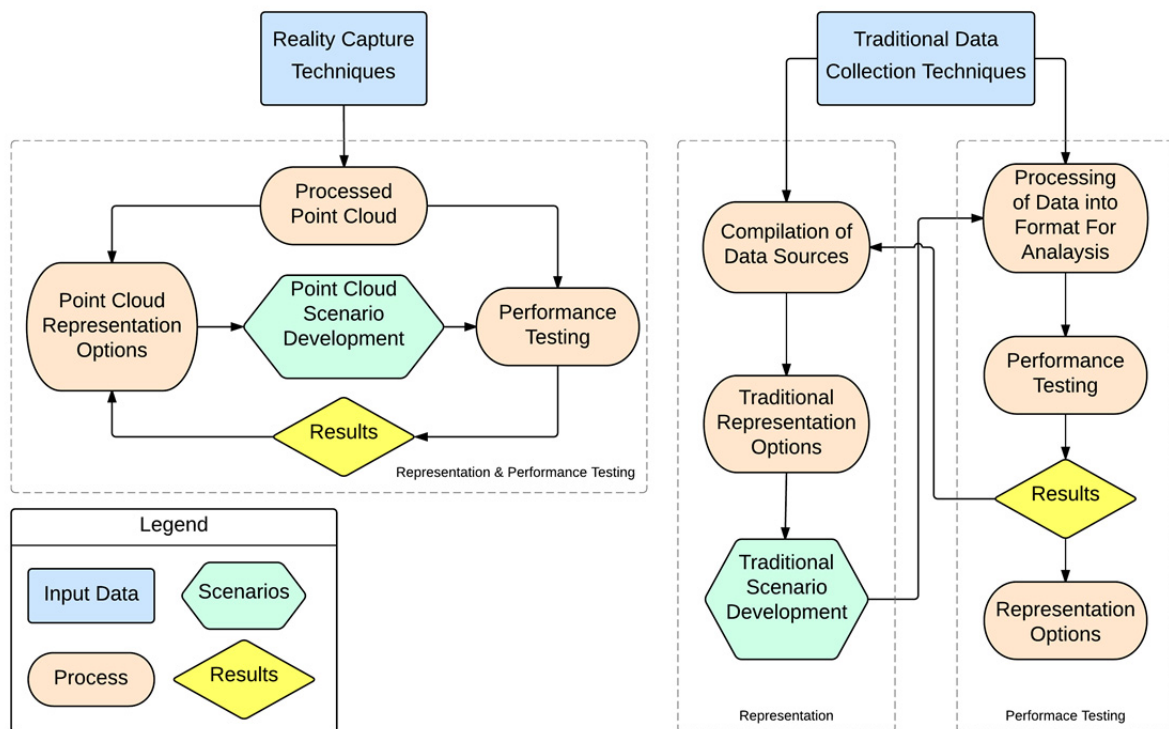 Reality Capture
Techniques
Processed
Point Cloud
Point Cloud
Representation
Options
Point Cloud
Scenario
Development
Performance
Testing
Results
Representation & Performance Testing
Legend
Input Data
Scenarios
Process
Results
Traditional Data
Collection Techniques
Compilation of
Data Sources
Traditional
Representation
Options
Traditional
Scenario
Development
Representation
Processing
of Data into
Format For
Analaysis
Performance
Testing
Results
Representation
Options
Performace Testing